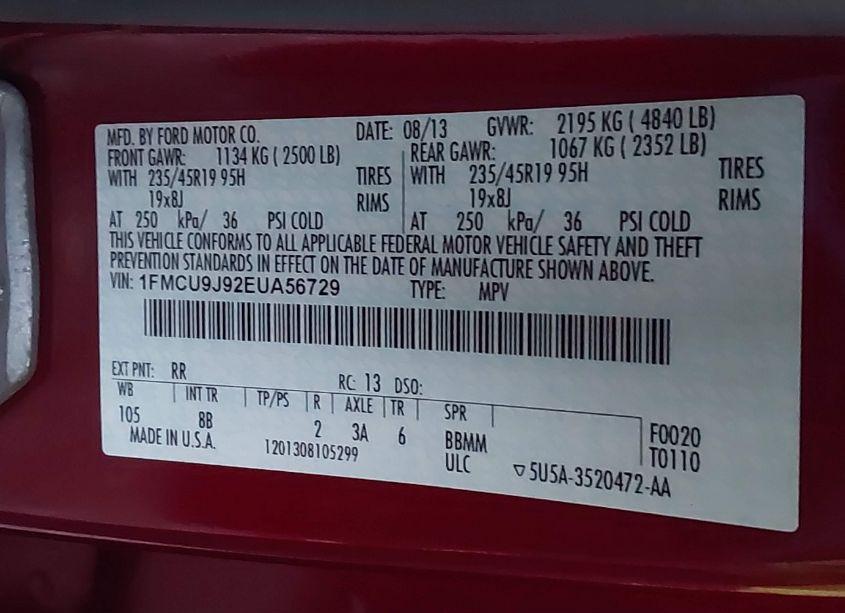 MFD. BY FORD MOTOR CO. DATE: 08/13 GVWR: 2195 KG ( 4840 LB)
FRONT GAWR: 1134 KG ( 2500 LB) REAR GAWR: 1067 KG ( 2352 LB)
WITH 235/45R19 95H TIRES WITH 235/45R19 95H TIRES
19x8J RIMS 19x8J RIMS
AT 250 kPa/ 36 PSI COLD AT 250 kPa/ 36 PSI COLD
THIS VEHICLE CONFORMS TO ALL APPLICABLE FEDERAL MOTOR VEHICLE SAFETY AND THEFT
PREVENTION STANDARDS IN EFFECT ON THE DATE OF MANUFACTURE SHOWN ABOVE.
VIN: 1FMCU9J92EUA56729 TYPE: MPV
EXT PNT: RR RC: 13 DSO:
WB INT TR TP/PS R AXLE TR SPR
105 8B 2 3A 6 BBMM F0020
MADE IN U.S.A. 1201308105299 ULC T0110
5U5A-3520472-AA